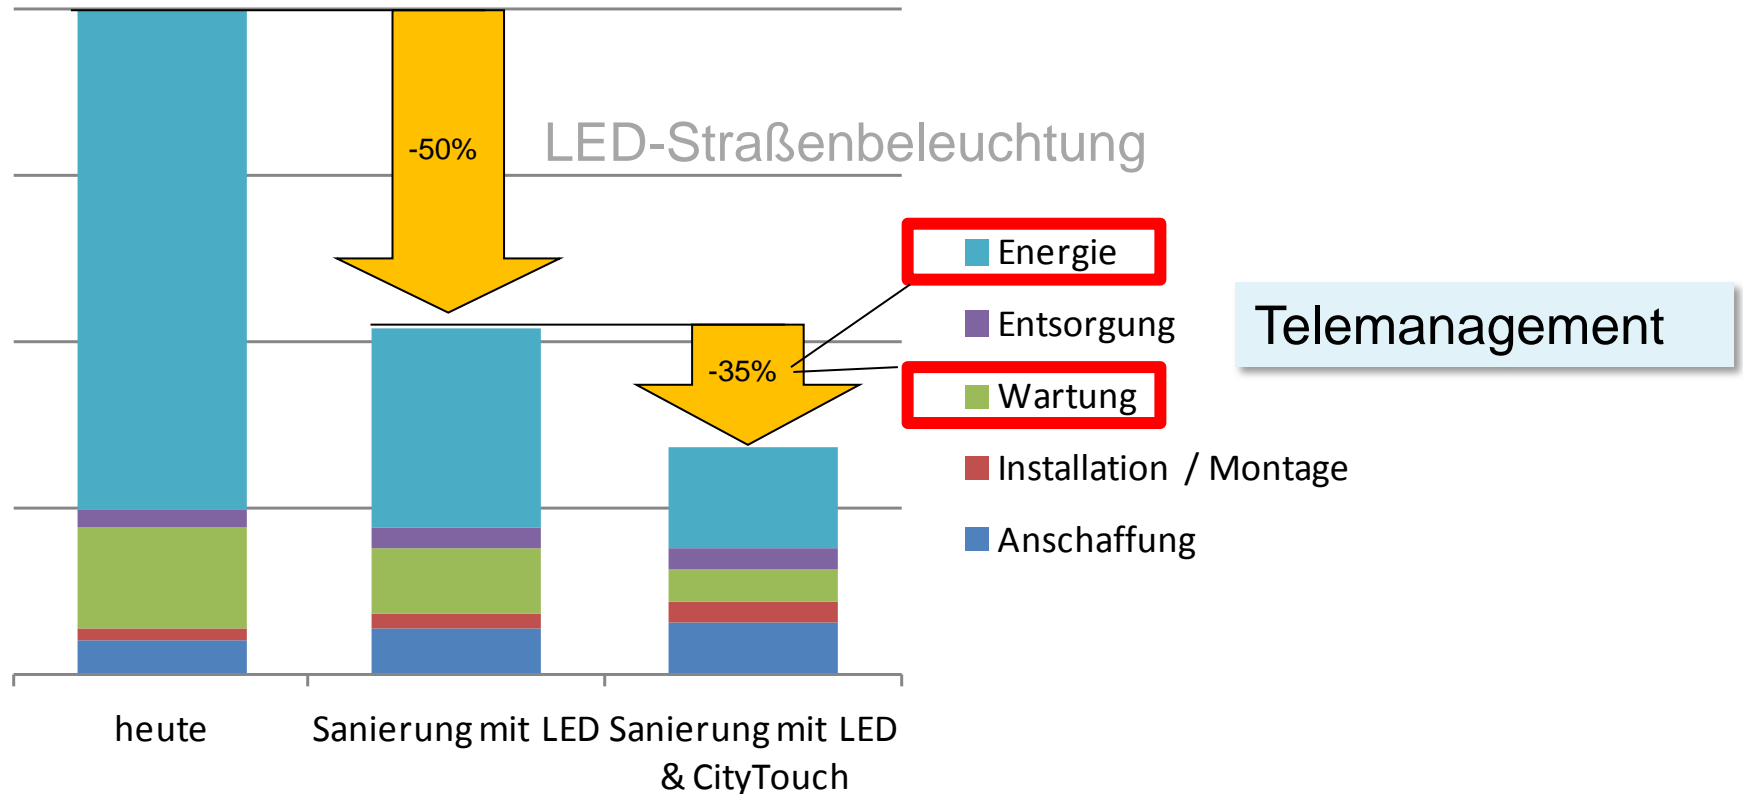 -50%
LED-Straßenbeleuchtung
Energie
Entsorgung
Telemanagement
-35%
Wartung
Installation / Montage
Anschaffung
heute
Sanierung mit LED
Sanierung mit LED
& CityTouch